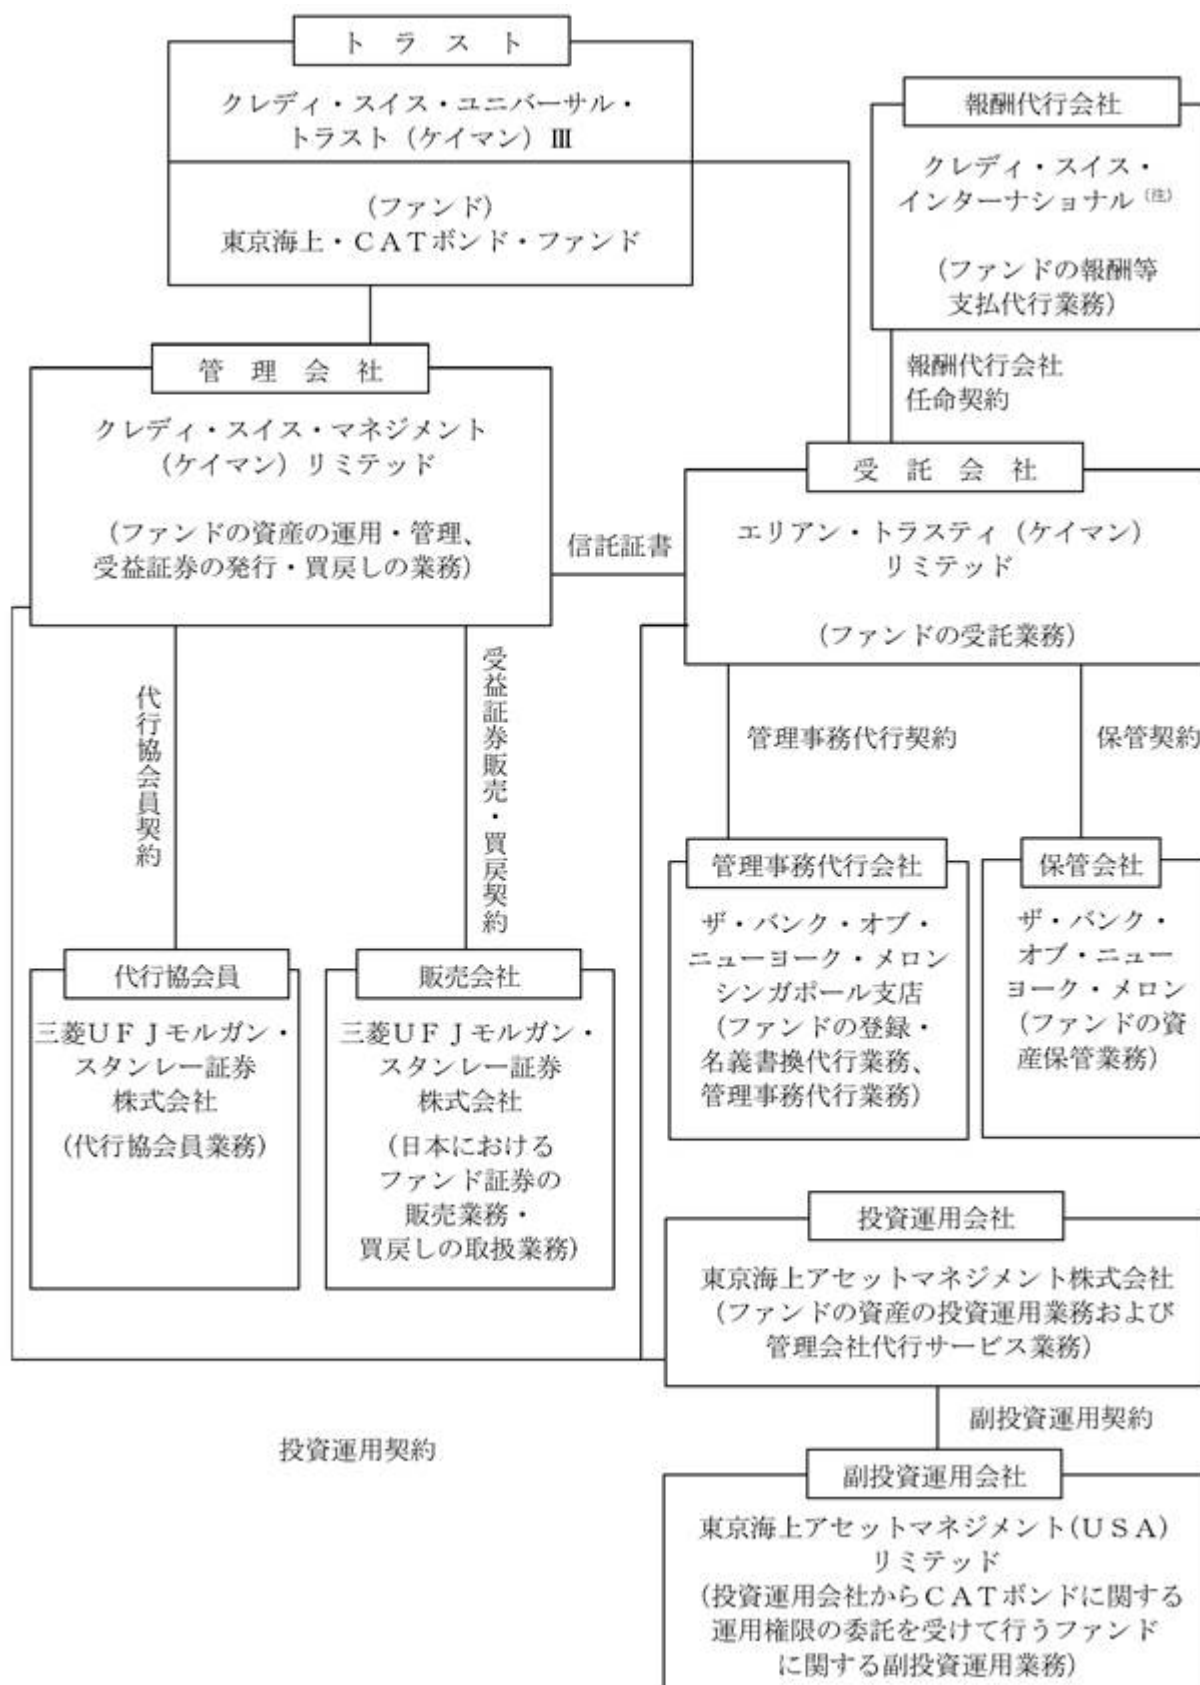 トラスト
クレディ・スイス・ユニバーサル・
トラスト（ケイマン）Ⅲ
（ファンド）
東京海上・ＣＡＴボンド・ファンド
報酬代行会社
クレディ・スイス・
インターナショナル（注）
（ファンドの報酬等
支払代行業務）
報酬代行会社
任命契約
管理会社
クレディ・スイス・マネジメント
（ケイマン）リミテッド
（ファンドの資産の運用・管理、
受益証券の発行・買戻しの業務）
信託証書
受託会社
エリアン・トラスティ（ケイマン）
リミテッド
（ファンドの受託業務）
代行協会員契約
受益証券販売・買戻契約
管理事務代行契約
保管契約
代行協会員
三菱ＵＦＪモルガン・
スタンレー証券
株式会社
（代行協会員業務）
販売会社
三菱ＵＦＪモルガン・
スタンレー証券
株式会社
（日本における
ファンド証券の
販売業務・
買戻しの取扱業務）
管理事務代行会社
ザ・バンク・オブ・
ニューヨーク・メロン
シンガポール支店
（ファンドの登録・
名義書換代行業務、
管理事務代行業務）
保管会社
ザ・バンク・
オブ・ニュー
ヨーク・メロン
（ファンドの資
産保管業務）
投資運用会社
東京海上アセットマネジメント株式会社
（ファンドの資産の投資運用業務および
管理会社代行サービス業務）
投資運用契約
副投資運用契約
副投資運用会社
東京海上アセットマネジメント（ＵＳＡ）
リミテッド
（投資運用会社からＣＡＴボンドに関する
運用権限の委託を受けて行うファンド
に関する副投資運用業務）